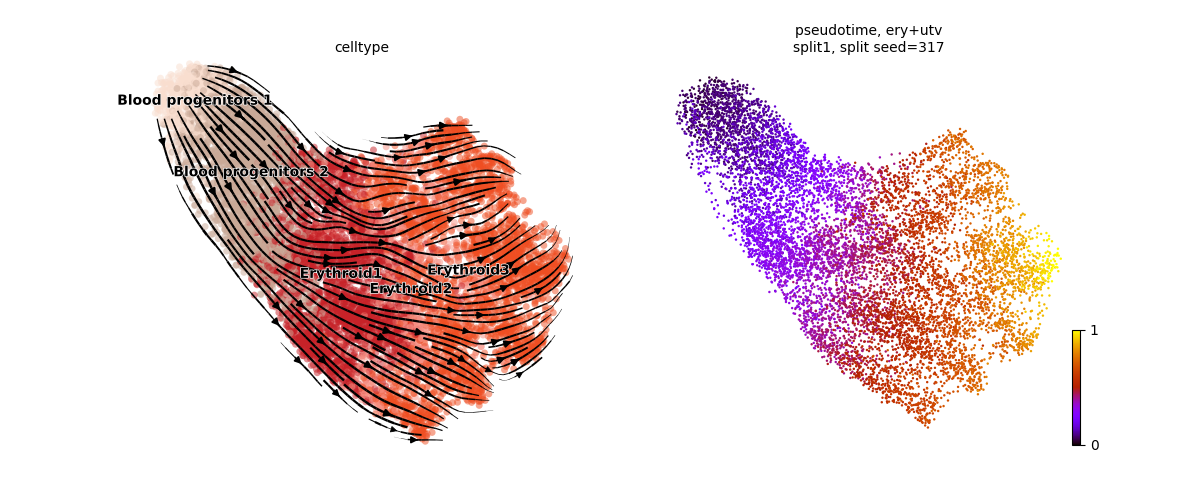 celltype
Blood progenitors 1
Blood progenitors 2
Erythroid1
Erythroid3
Erythroid2
pseudotime, ery+utv
split1, split seed=317
1
0